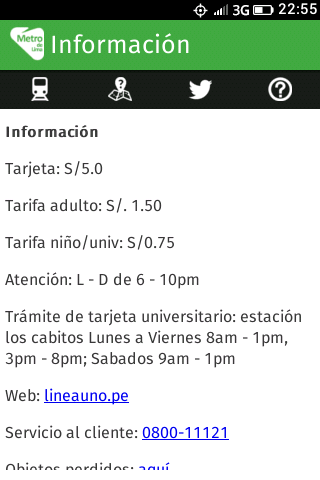 3G 22:55
Metro de Lima
Información
Información
Tarjeta: S/5.0
Tarifa adulto: S/. 1.50
Tarifa niño/univ: S/0.75
Atención: L - D de 6 - 10pm
Trámite de tarjeta universitario: estación
los cabitos Lunes a Viernes 8am - 1pm,
3pm - 8pm; Sabados 9am - 1pm
Web: lineauno.pe
Servicio al cliente: 0800-11121
Objetos perdidos: aquí